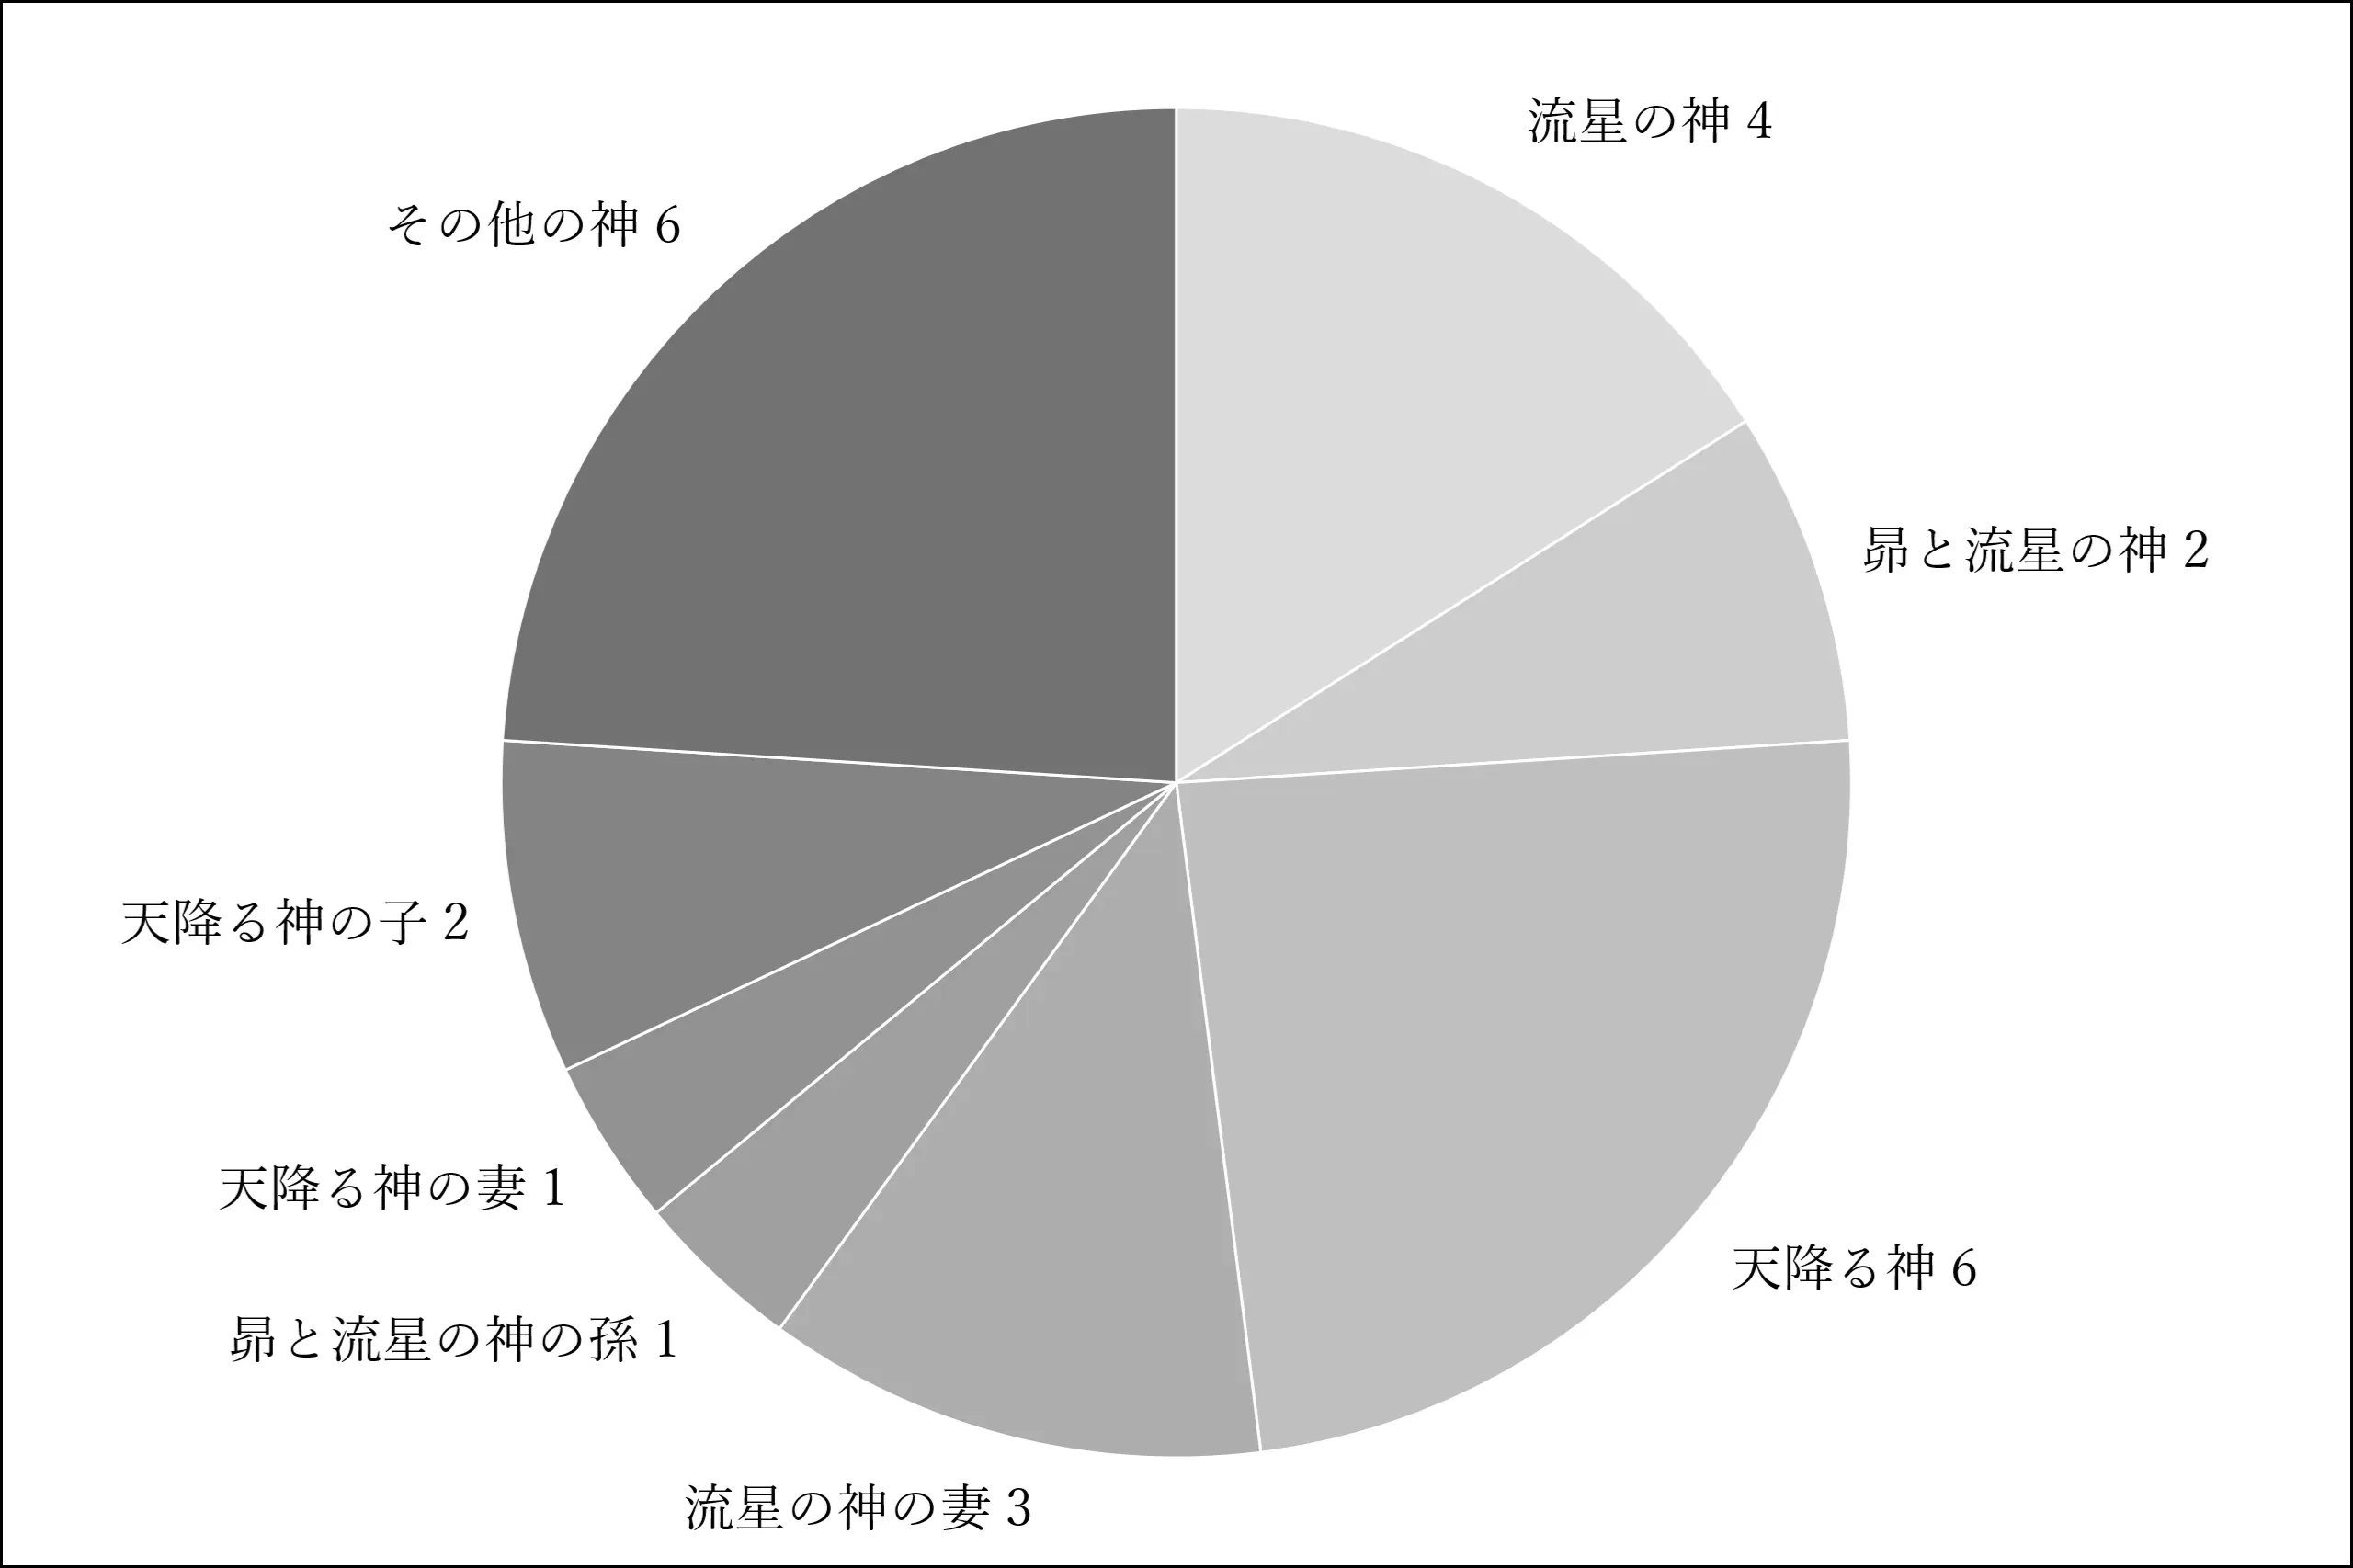 流星の神 4
昴と流星の神 2
天降る神 6
流星の神の妻 3
昴と流星の神の孫 1
天降る神の妻 1
天降る神の子 2
その他の神 6